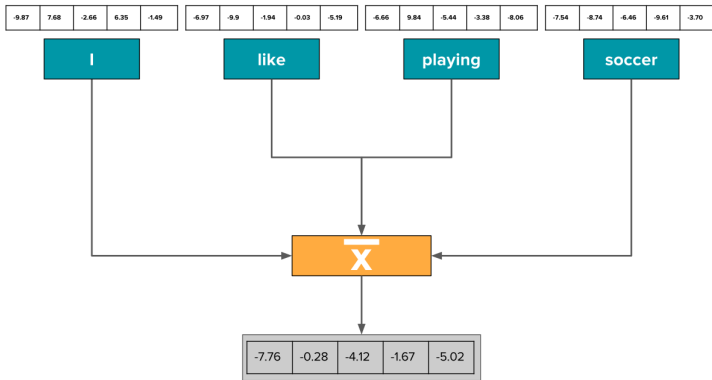 -9.87 7.68 -2.66 6.35 -1.49 -6.97 -9.9 -1.94 -0.03 -5.19 -6.66 9.84 -5.44 -3.38 -8.06 -7.54 -8.74 -6.46 -9.61 -3.70
I like playing soccer
x̅
-7.76 -0.28 -4.12 -1.67 -5.02